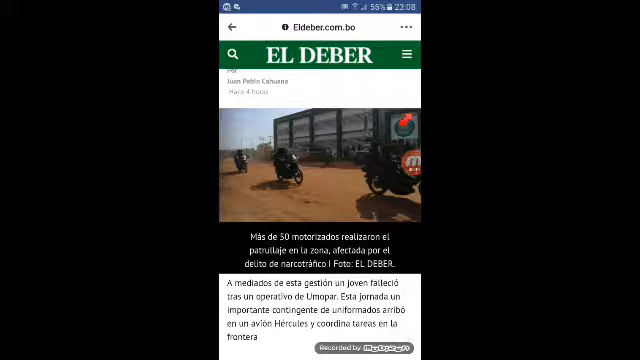 55% 23:08
Eldeber.com.bo
EL DEBER
Por
Juan Pablo Cahuana
Hace 4 horas
Más de 50 motorizados realizaron el
patrullaje en la zona, afectada por el
delito de narcotráfico I Foto: EL DEBER.
A mediados de esta gestión un joven falleció
tras un operativo de Umopar. Esta jornada un
importante contingente de uniformados arribó
en un avión Hércules y coordina tareas en la
frontera
Recorded by Mobizen